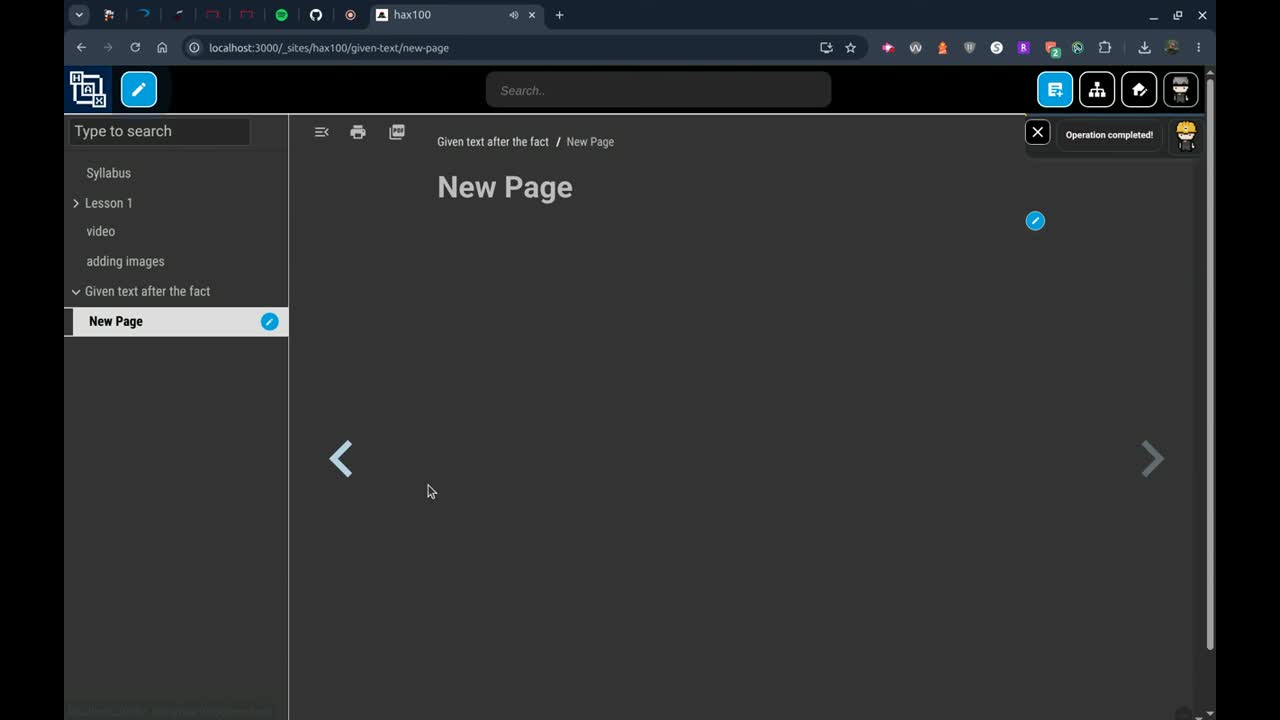 hax100
localhost:3000/_sites/hax100/given-text/new-page
2
H A X
Search..
Type to search
Operation completed!
Given text after the fact / New Page
New Page
Syllabus
Lesson 1
video
adding images
Given text after the fact
New Page